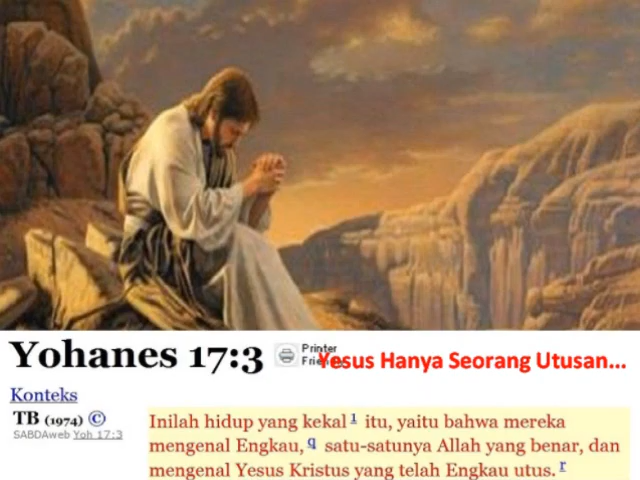 Yohanes 17:3
Printer
Yesus Hanya Seorang Utusan...
Konteks
TB (1974) ©
SABDAweb Yoh 17:3
Inilah hidup yang kekal 1 itu, yaitu bahwa mereka
mengenal Engkau, q satu-satunya Allah yang benar, dan
mengenal Yesus Kristus yang telah Engkau utus. r